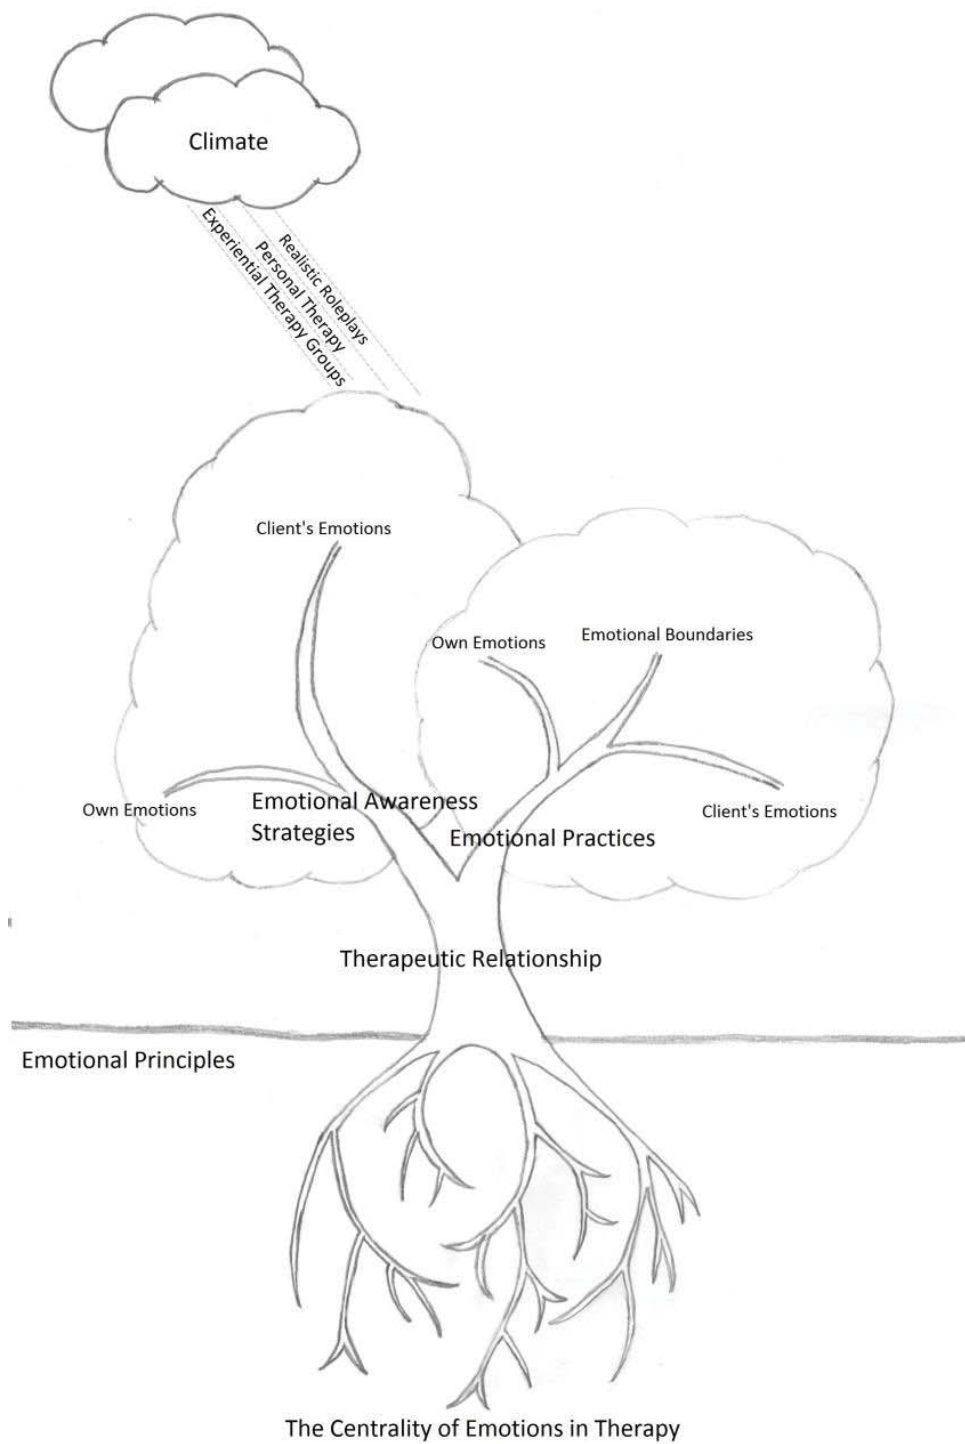 Climate
Experiential Therapy Groups
Personal Therapy
Realistic Roleplays
Client's Emotions
Own Emotions
Emotional Boundaries
Own Emotions
Emotional Awareness
Strategies
Emotional Practices
Client's Emotions
Therapeutic Relationship
Emotional Principles
The Centrality of Emotions in Therapy